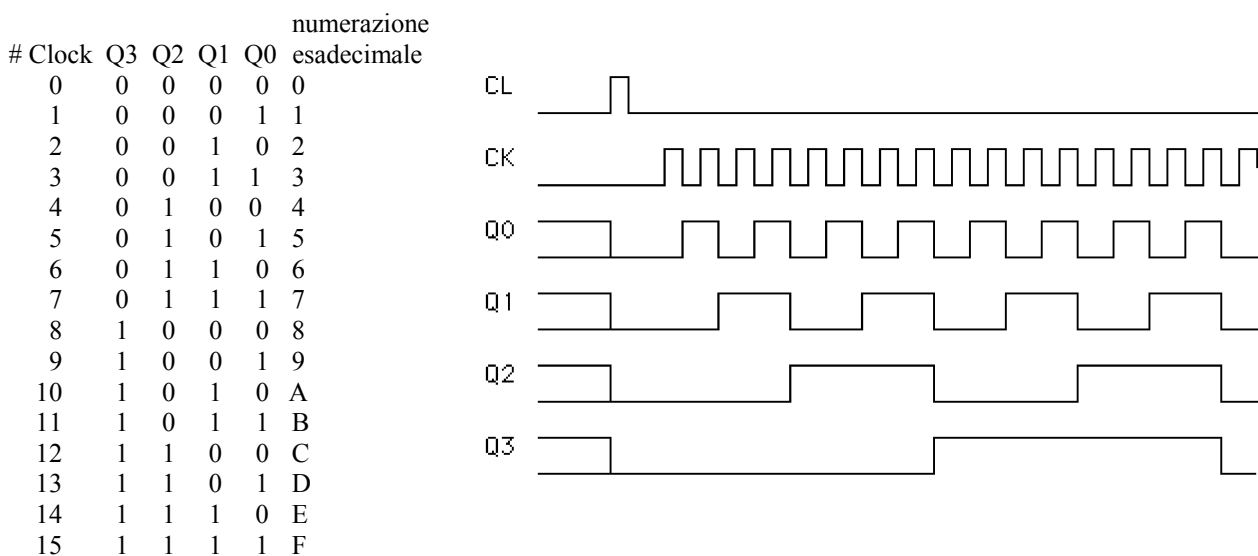 numerazione
# Clock Q3 Q2 Q1 Q0 esadecimale
0 0 0 0 0 0
1 0 0 0 1 1
2 0 0 1 0 2
3 0 0 1 1 3
4 0 1 0 0 4
5 0 1 0 1 5
6 0 1 1 0 6
7 0 1 1 1 7
8 1 0 0 0 8
9 1 0 0 1 9
10 1 0 1 0 A
11 1 0 1 1 B
12 1 1 0 0 C
13 1 1 0 1 D
14 1 1 1 0 E
15 1 1 1 1 F
CL
CK
Q0
Q1
Q2
Q3